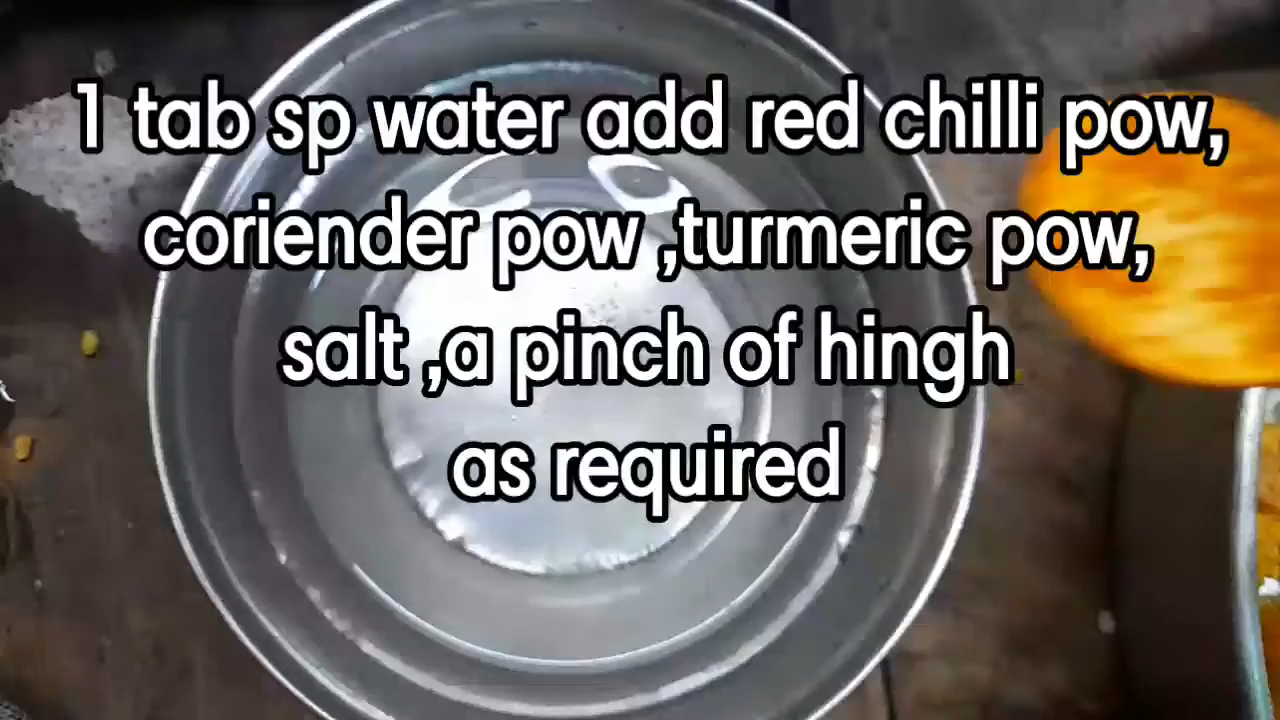 1 tab sp water add red chilli pow,
coriender pow ,turmeric pow,
salt ,a pinch of hingh
as required